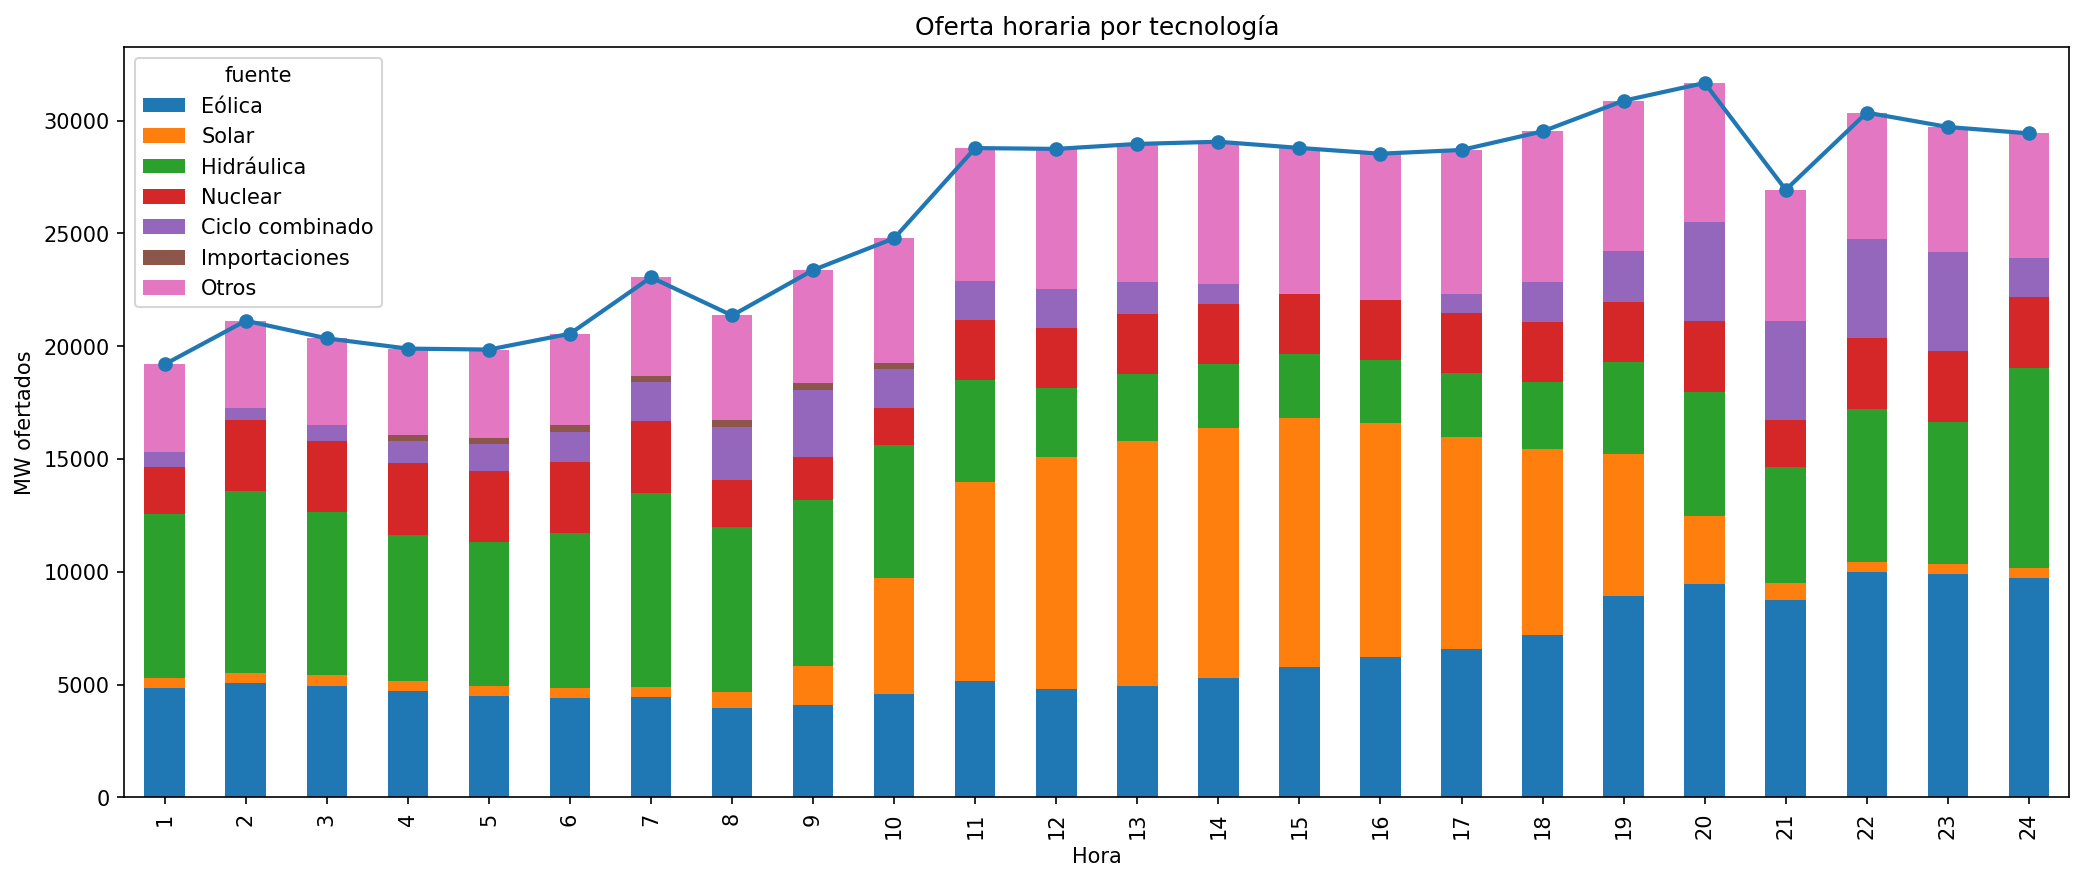 Oferta horaria por tecnología
fuente
Eólica
Solar
Hidráulica
Nuclear
Ciclo combinado
Importaciones
Otros
MW ofertados
30000
25000
20000
15000
10000
5000
0
1 2 3 4 5 6 7 8 9 10 11 12 13 14 15 16 17 18 19 20 21 22 23 24
Hora